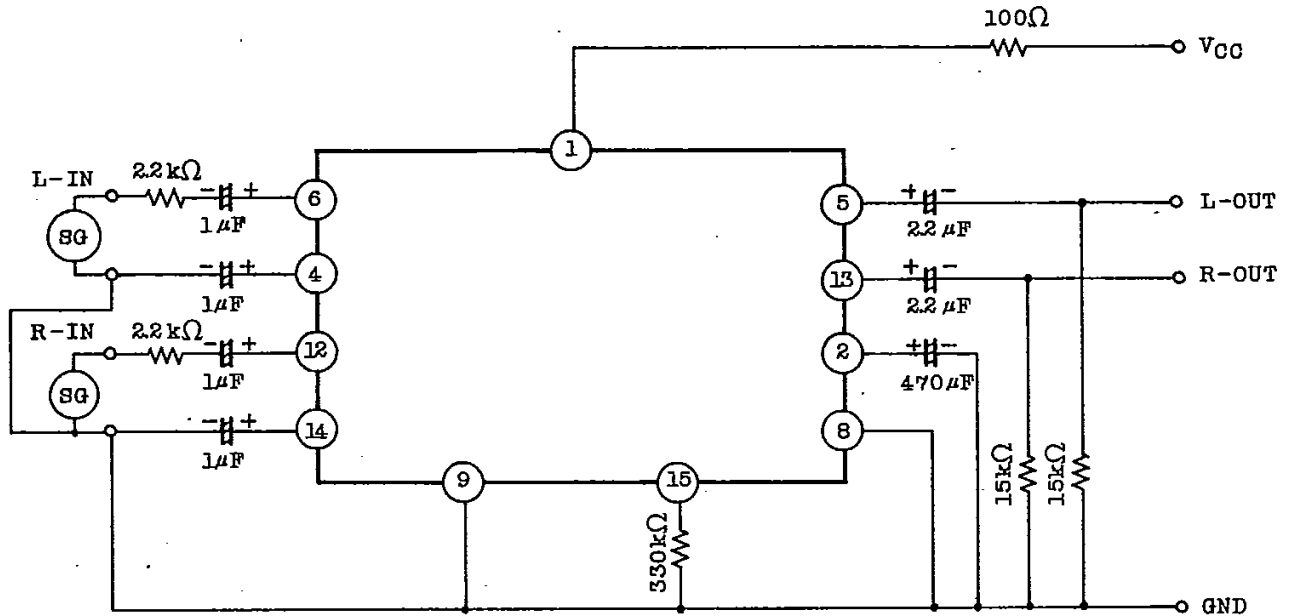 100Ω
VCC
1
L-IN
2.2kΩ
- +
1μF
6
SG
- +
1μF
4
R-IN
2.2kΩ
- +
1μF
12
SG
- +
1μF
14
5
+ -
2.2μF
L-OUT
13
+ -
2.2μF
R-OUT
2
+ -
470μF
8
9
15
330kΩ
15kΩ
15kΩ
GND